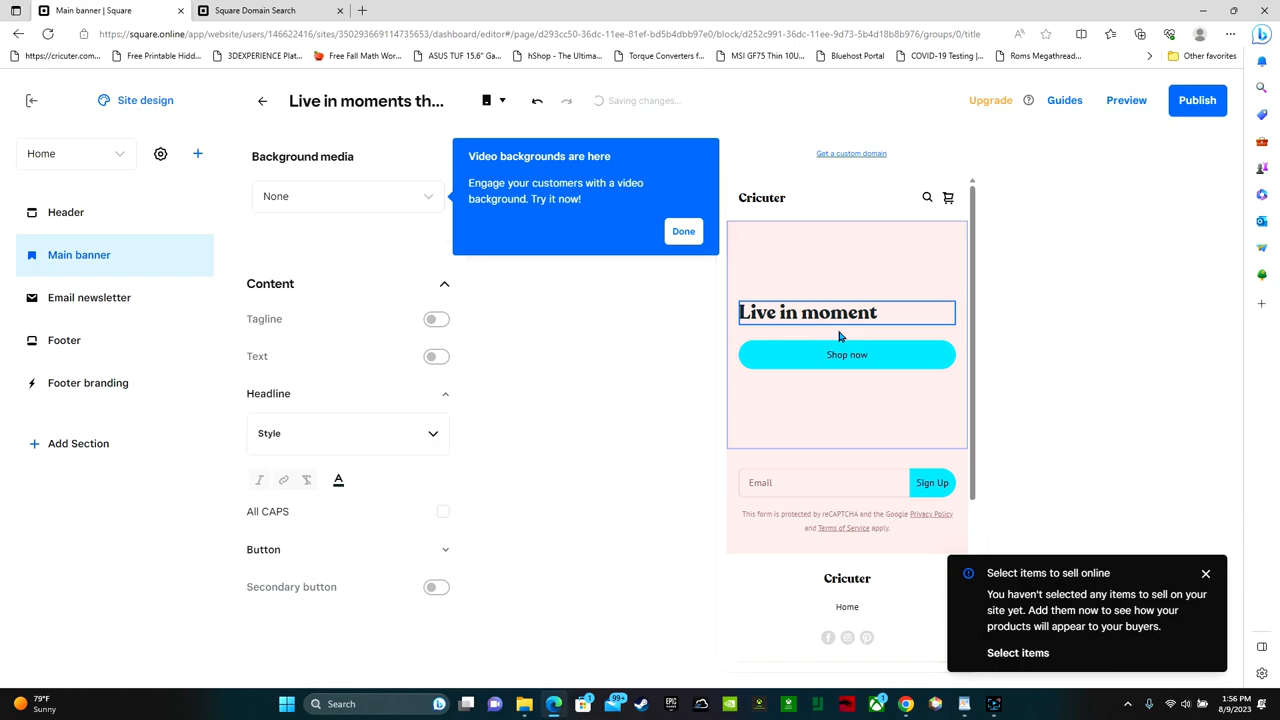 Main banner | Square
Square Domain Search
https://square.online/app/website/users/146622416/sites/350293669114735653/dashboard/editor#/page/d293cc50-36dc-11ee-81ef-bd5b4dbb97e0/block/d252c991-36dc-11ee-9d73-5b4d18b8b976/groups/0/title
https://cricuter.com...
Free Printable Hidd...
3DEXPERIENCE Plat...
Free Fall Math Wor...
ASUS TUF 15.6" Ga...
hShop - The Ultima...
Torque Converters f...
MSI GF75 Thin 10U...
Bluehost Portal
COVID-19 Testing |...
Roms Megathread...
Other favorites
Site design
Live in moments th...
Saving changes...
Upgrade
Guides
Preview
Publish
Home
Header
Main banner
Email newsletter
Footer
Footer branding
Add Section
Background media
None
Video backgrounds are here
Engage your customers with a video
background. Try it now!
Done
Content
Tagline
Text
Headline
Style
All CAPS
Button
Secondary button
Get a custom domain
Cricuter
Live in moment
Shop now
Email
Sign Up
This form is protected by reCAPTCHA and the Google Privacy Policy
and Terms of Service apply.
Cricuter
Home
Select items to sell online
You haven't selected any items to sell on your
site yet. Add them now to see how your
products will appear to your buyers.
Select items
79°F
Sunny
Search
99+
1
EPIC
1
1:56 PM
8/9/2023